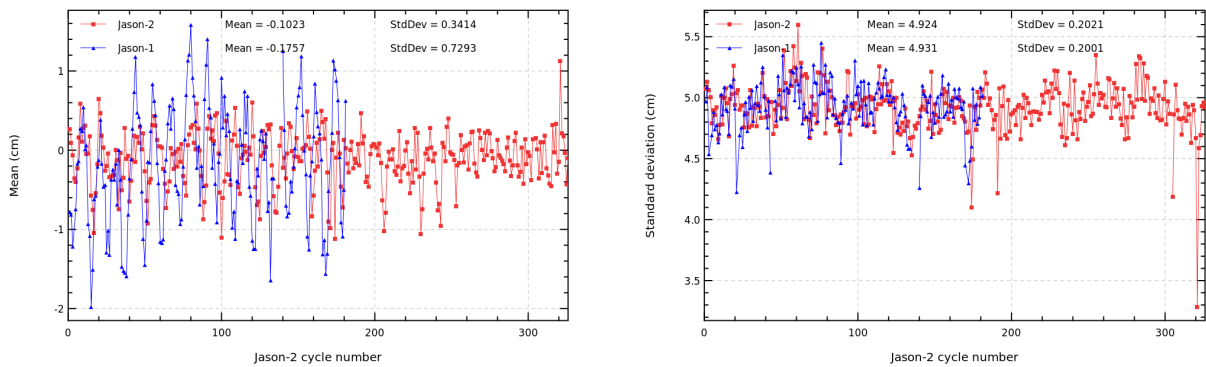 Jason-2 Mean = -0.1023 StdDev = 0.3414
Jason-1 Mean = -0.1757 StdDev = 0.7293
1
0
-1
-2
0 100 200 300
Mean (cm)
Jason-2 cycle number
Jason-2 Mean = 4.924 StdDev = 0.2021
Jason-1 Mean = 4.931 StdDev = 0.2001
5.5
5.0
4.5
4.0
3.5
0 100 200 300
Standard deviation (cm)
Jason-2 cycle number